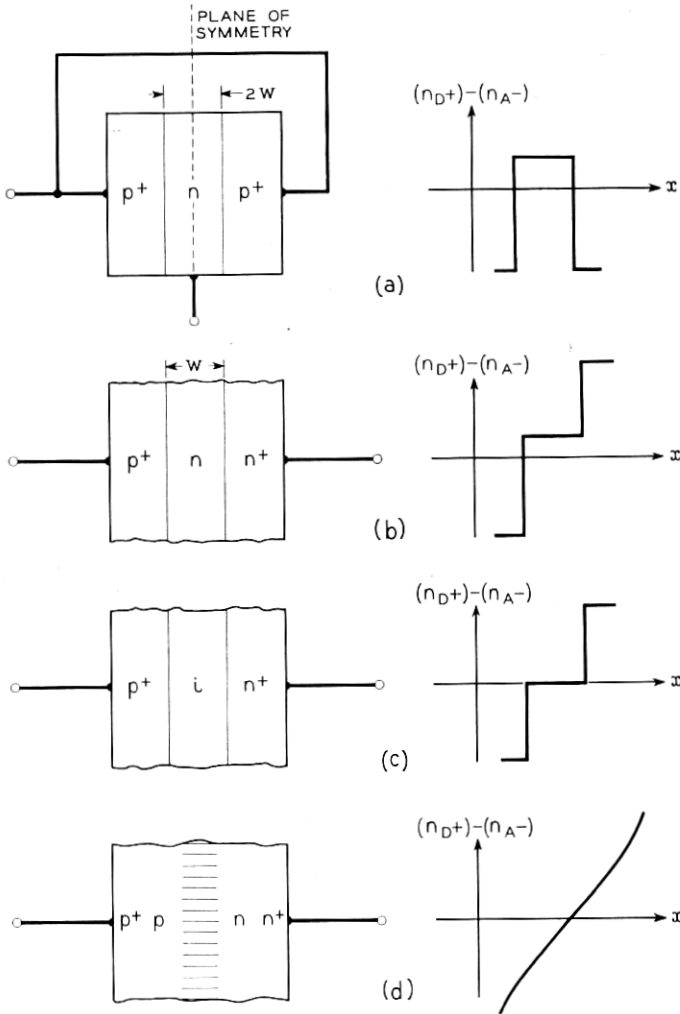 PLANE OF
SYMMETRY
2W
p+ n p+
(nD+)–(nA–)
x
(a)
W
p+ n n+
(nD+)–(nA–)
x
(b)
p+ i n+
(nD+)–(nA–)
x
(c)
p+ p n n+
(nD+)–(nA–)
x
(d)